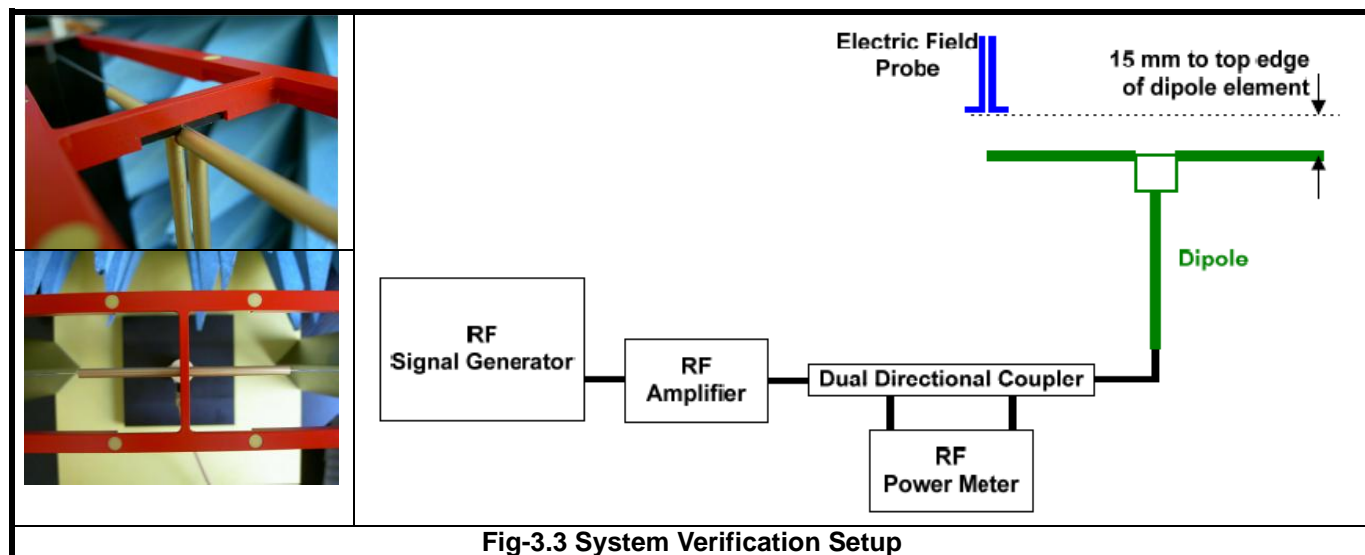 Electric Field
Probe
15 mm to top edge
of dipole element
Dipole
RF
Signal Generator
RF
Amplifier
Dual Directional Coupler
RF
Power Meter
Fig-3.3 System Verification Setup